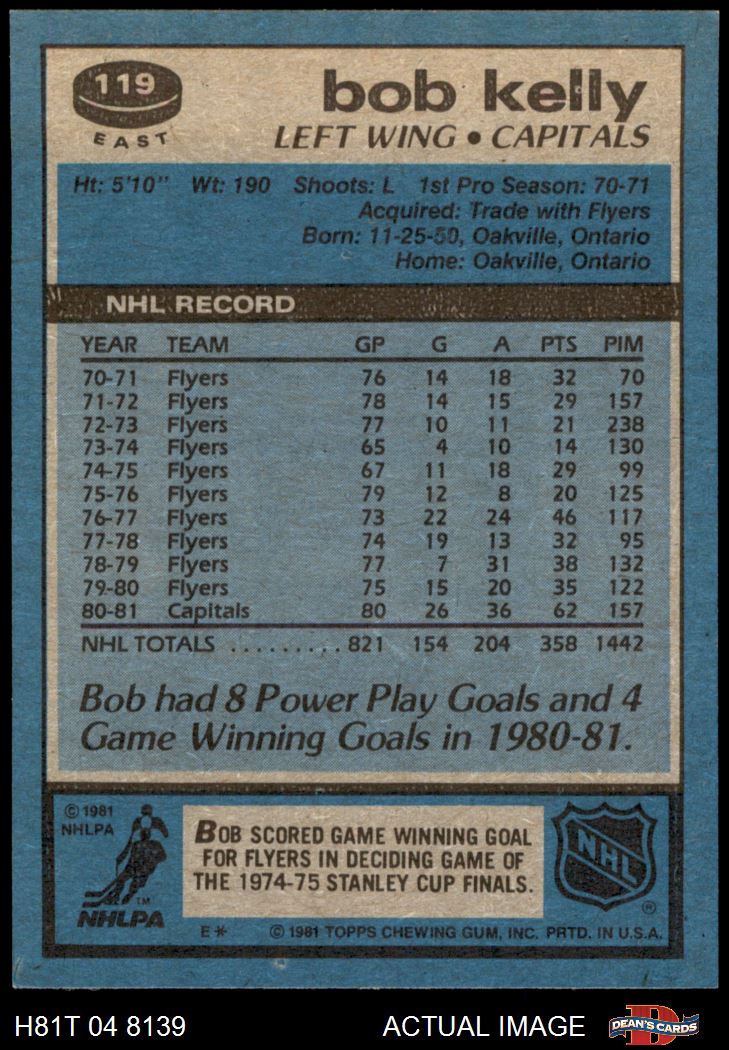 119
EAST
bob kelly
LEFT WING • CAPITALS
Ht: 5'10" Wt: 190 Shoots: L 1st Pro Season: 70-71
Acquired: Trade with Flyers
Born: 11-25-50, Oakville, Ontario
Home: Oakville, Ontario
NHL RECORD
YEAR TEAM GP G A PTS PIM
70-71 Flyers 76 14 18 32 70
71-72 Flyers 78 14 15 29 157
72-73 Flyers 77 10 11 21 238
73-74 Flyers 65 4 10 14 130
74-75 Flyers 67 11 18 29 99
75-76 Flyers 79 12 8 20 125
76-77 Flyers 73 22 24 46 117
77-78 Flyers 74 19 13 32 95
78-79 Flyers 77 7 31 38 132
79-80 Flyers 75 15 20 35 122
80-81 Capitals 80 26 36 62 157
NHL TOTALS .......... 821 154 204 358 1442
Bob had 8 Power Play Goals and 4
Game Winning Goals in 1980-81.
© 1981
NHLPA
TM
NHLPA
BOB SCORED GAME WINNING GOAL
FOR FLYERS IN DECIDING GAME OF
THE 1974-75 STANLEY CUP FINALS.
NHL
®
E* © 1981 TOPPS CHEWING GUM, INC. PRTD. IN U.S.A.
H81T 04 8139 ACTUAL IMAGE DEAN'S CARDS